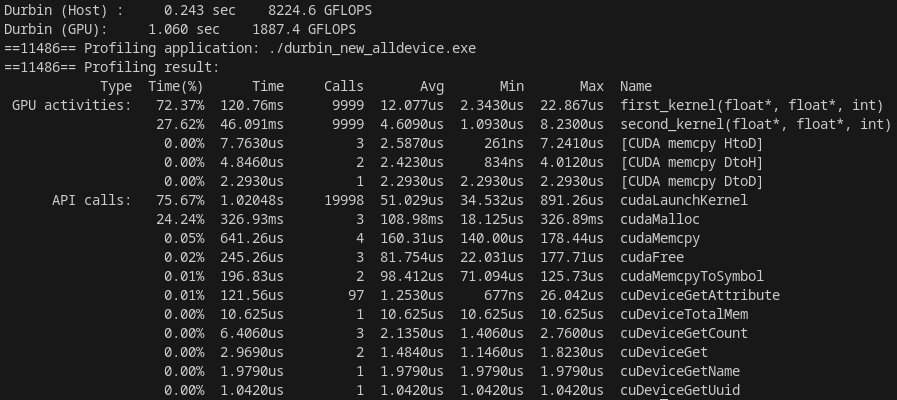 Durbin (Host) :     0.243 sec    8224.6 GFLOPS
Durbin (GPU):     1.060 sec    1887.4 GFLOPS
==11486== Profiling application: ./durbin_new_alldevice.exe
==11486== Profiling result:
            Type  Time(%)      Time     Calls       Avg       Min       Max  Name
 GPU activities:   72.37%  120.76ms      9999  12.077us  2.3430us  22.867us  first_kernel(float*, float*, int)
                   27.62%  46.091ms      9999  4.6090us  1.0930us  8.2300us  second_kernel(float*, float*, int)
                    0.00%  7.7630us         3  2.5870us     261ns  7.2410us  [CUDA memcpy HtoD]
                    0.00%  4.8460us         2  2.4230us     834ns  4.0120us  [CUDA memcpy DtoH]
                    0.00%  2.2930us         1  2.2930us  2.2930us  2.2930us  [CUDA memcpy DtoD]
      API calls:   75.67%  1.02048s     19998  51.029us  34.532us  891.26us  cudaLaunchKernel
                   24.24%  326.93ms         3  108.98ms  18.125us  326.89ms  cudaMalloc
                    0.05%  641.26us         4  160.31us  140.00us  178.44us  cudaMemcpy
                    0.02%  245.26us         3  81.754us  22.031us  177.71us  cudaFree
                    0.01%  196.83us         2  98.412us  71.094us  125.73us  cudaMemcpyToSymbol
                    0.01%  121.56us        97  1.2530us     677ns  26.042us  cuDeviceGetAttribute
                    0.00%  10.625us         1  10.625us  10.625us  10.625us  cuDeviceTotalMem
                    0.00%  6.4060us         3  2.1350us  1.4060us  2.7600us  cuDeviceGetCount
                    0.00%  2.9690us         2  1.4840us  1.1460us  1.8230us  cuDeviceGet
                    0.00%  1.9790us         1  1.9790us  1.9790us  1.9790us  cuDeviceGetName
                    0.00%  1.0420us         1  1.0420us  1.0420us  1.0420us  cuDeviceGetUuid